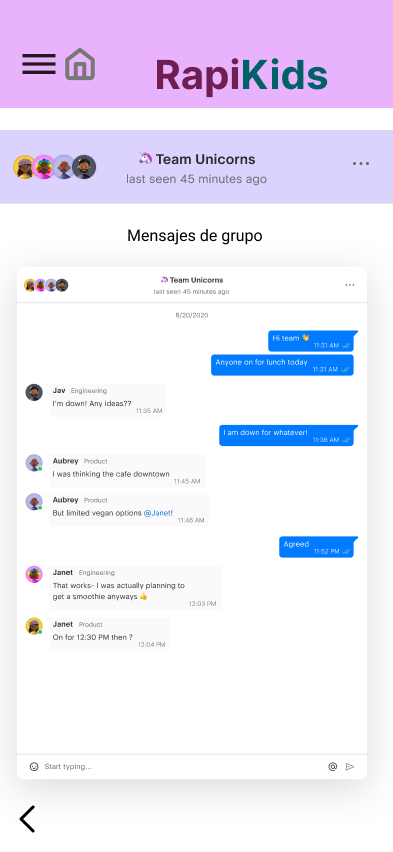 RapiKids
Team Unicorns
last seen 45 minutes ago
Mensajes de grupo
Team Unicorns
last seen 45 minutes ago
8/20/2020
Hi team
11:31 AM
Anyone on for lunch today
11:31 AM
Jav Engineering
I'm down! Any ideas??
11:35 AM
I am down for whatever!
11:36 AM
Aubrey Product
I was thinking the cafe downtown
11:45 AM
Aubrey Product
But limited vegan options @Janet!
11:46 AM
Agreed
11:52 PM
Janet Engineering
That works- I was actually planning to
get a smoothie anyways
12:03 PM
Janet Product
On for 12:30 PM then ?
12:04 PM
Start typing...
@